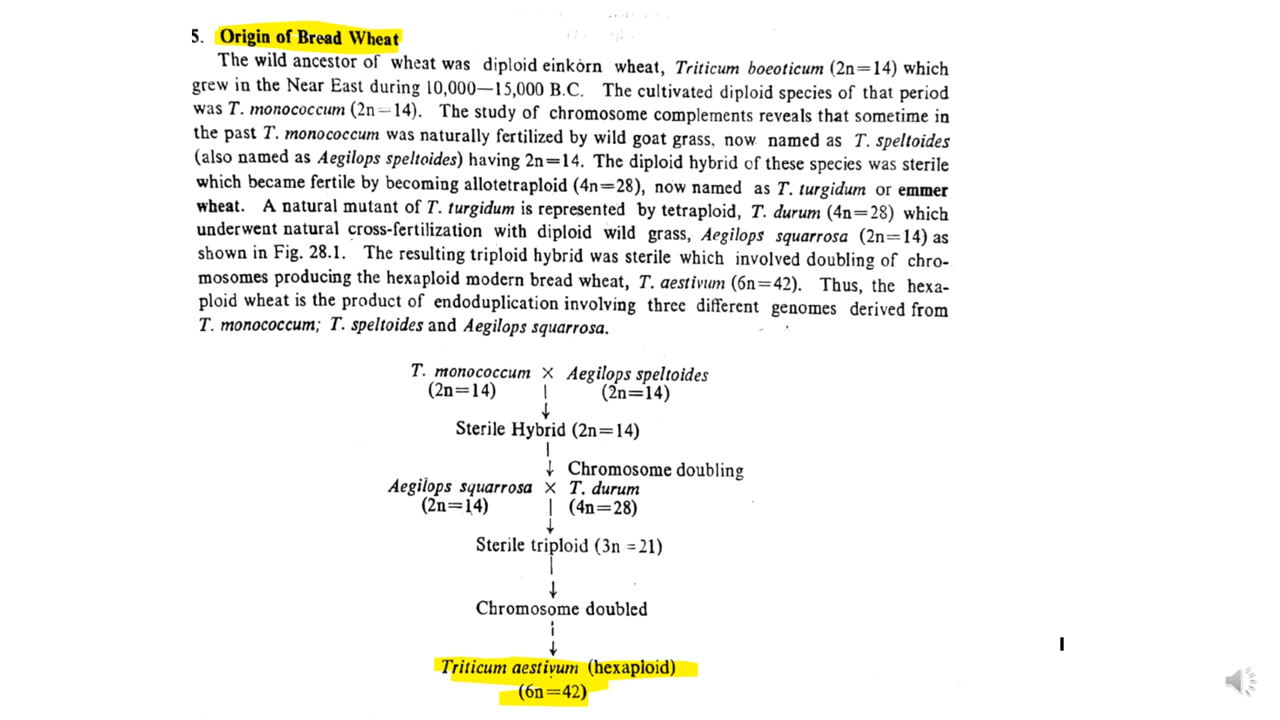 5. Origin of Bread Wheat
The wild ancestor of wheat was diploid einkorn wheat, Triticum boeoticum (2n=14) which
grew in the Near East during 10,000—15,000 B.C. The cultivated diploid species of that period
was T. monococcum (2n=14). The study of chromosome complements reveals that sometime in
the past T. monococcum was naturally fertilized by wild goat grass, now named as T. speltoides
(also named as Aegilops speltoides) having 2n=14. The diploid hybrid of these species was sterile
which became fertile by becoming allotetraploid (4n=28), now named as T. turgidum or emmer
wheat. A natural mutant of T. turgidum is represented by tetraploid, T. durum (4n=28) which
underwent natural cross-fertilization with diploid wild grass, Aegilops squarrosa (2n=14) as
shown in Fig. 28.1. The resulting triploid hybrid was sterile which involved doubling of chro-
mosomes producing the hexaploid modern bread wheat, T. aestivum (6n=42). Thus, the hexa-
ploid wheat is the product of endoduplication involving three different genomes derived from
T. monococcum; T. speltoides and Aegilops squarrosa.
T. monococcum × Aegilops speltoides
(2n=14) (2n=14)
Sterile Hybrid (2n=14)
Chromosome doubling
Aegilops squarrosa × T. durum
(2n=14) (4n=28)
Sterile triploid (3n =21)
Chromosome doubled
Triticum aestivum (hexaploid)
(6n=42)